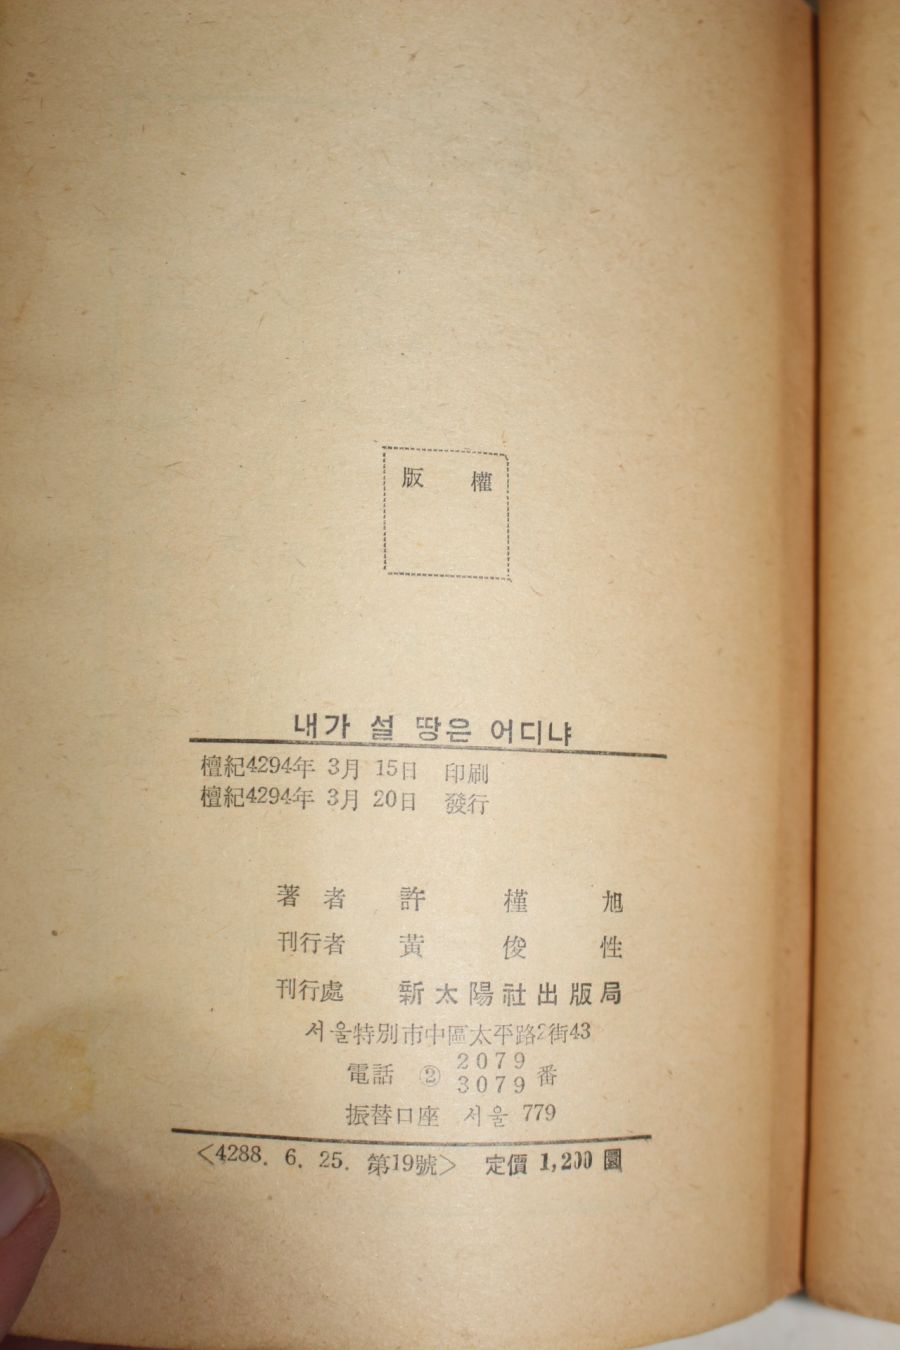 版 權
내가 설 땅은 어디냐
檀紀4294年 3月 15日 印刷
檀紀4294年 3月 20日 發行
著 者 許 槿 旭
刊行者 黃 俊 性
刊行處 新太陽社出版局
서울特別市中區太平路2街43
電話 ② 2079
3079 番
振替口座 서울 779
<4288. 6. 25. 第19號> 定價 1,200 圜